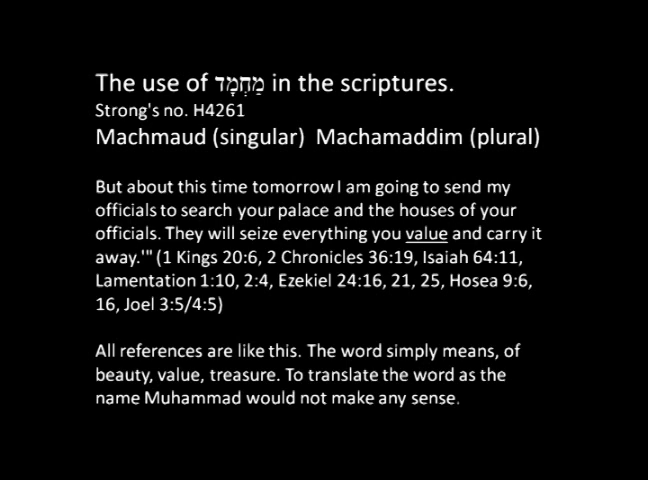 The use of מַחְמָד in the scriptures.
Strong's no. H4261
Machmaud (singular)  Machamaddim (plural)
But about this time tomorrow I am going to send my
officials to search your palace and the houses of your
officials. They will seize everything you value and carry it
away.'" (1 Kings 20:6, 2 Chronicles 36:19, Isaiah 64:11,
Lamentation 1:10, 2:4, Ezekiel 24:16, 21, 25, Hosea 9:6,
16, Joel 3:5/4:5)
All references are like this. The word simply means, of
beauty, value, treasure. To translate the word as the
name Muhammad would not make any sense.